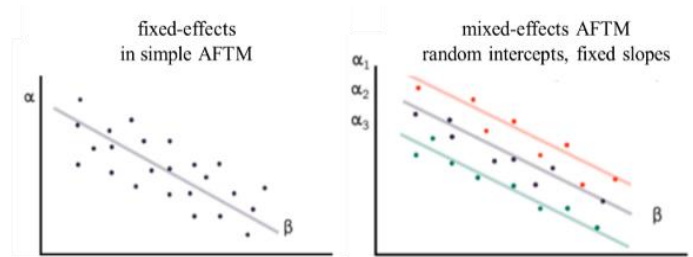 fixed-effects
in simple AFTM
α
β
mixed-effects AFTM
random intercepts, fixed slopes
α1
α2
α3
β